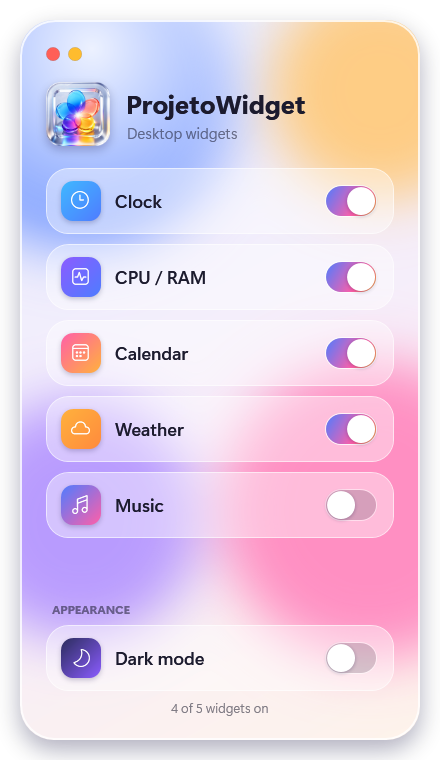 ProjetoWidget
Desktop widgets
Clock
CPU / RAM
Calendar
Weather
Music
APPEARANCE
Dark mode
4 of 5 widgets on